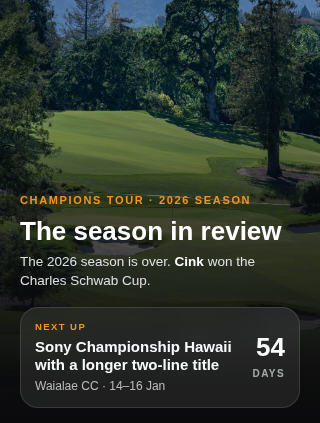 CHAMPIONS TOUR · 2026 SEASON
The season in review
The 2026 season is over. Cink won the
Charles Schwab Cup.
NEXT UP
Sony Championship Hawaii
with a longer two-line title
Waialae CC · 14–16 Jan
54
DAYS